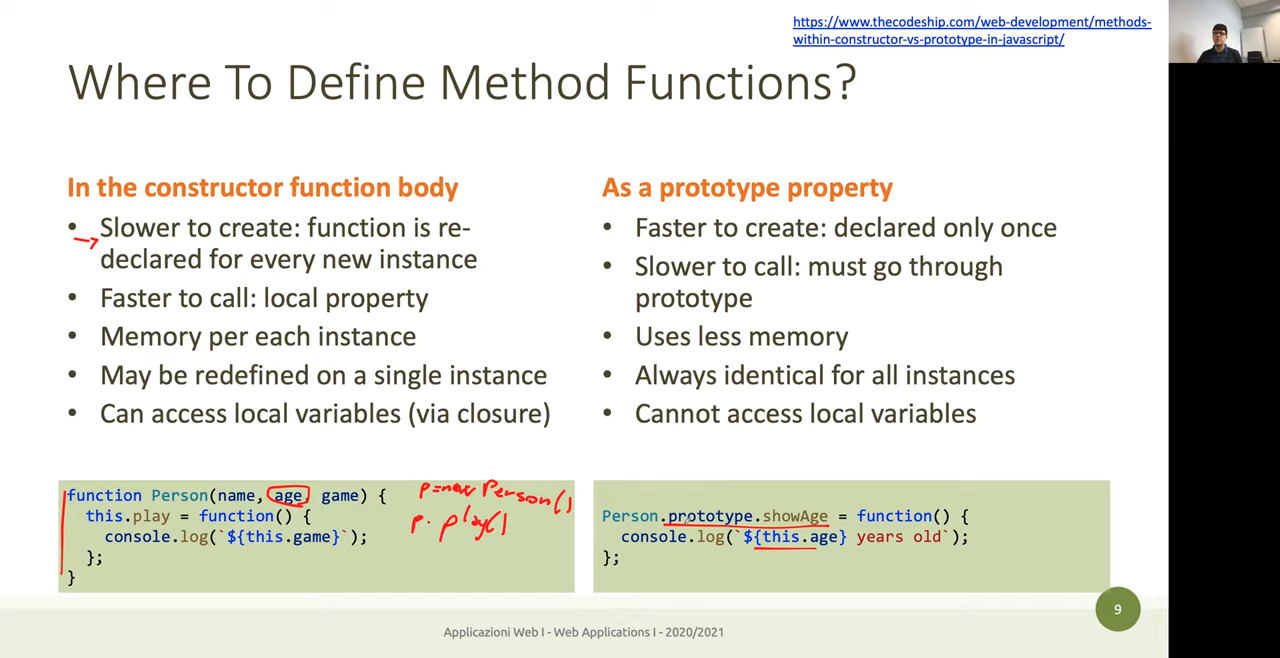 https://www.thecodeship.com/web-development/methods-
within-constructor-vs-prototype-in-javascript/
Where To Define Method Functions?
In the constructor function body
• Slower to create: function is re-
declared for every new instance
• Faster to call: local property
• Memory per each instance
• May be redefined on a single instance
• Can access local variables (via closure)
function Person(name, age, game) {
this.play = function() {
console.log(`${this.game}`);
};
}
p=new Person()
p. play()
As a prototype property
• Faster to create: declared only once
• Slower to call: must go through
prototype
• Uses less memory
• Always identical for all instances
• Cannot access local variables
Person.prototype.showAge = function() {
console.log(`${this.age} years old`);
};
Applicazioni Web I - Web Applications I - 2020/2021
9